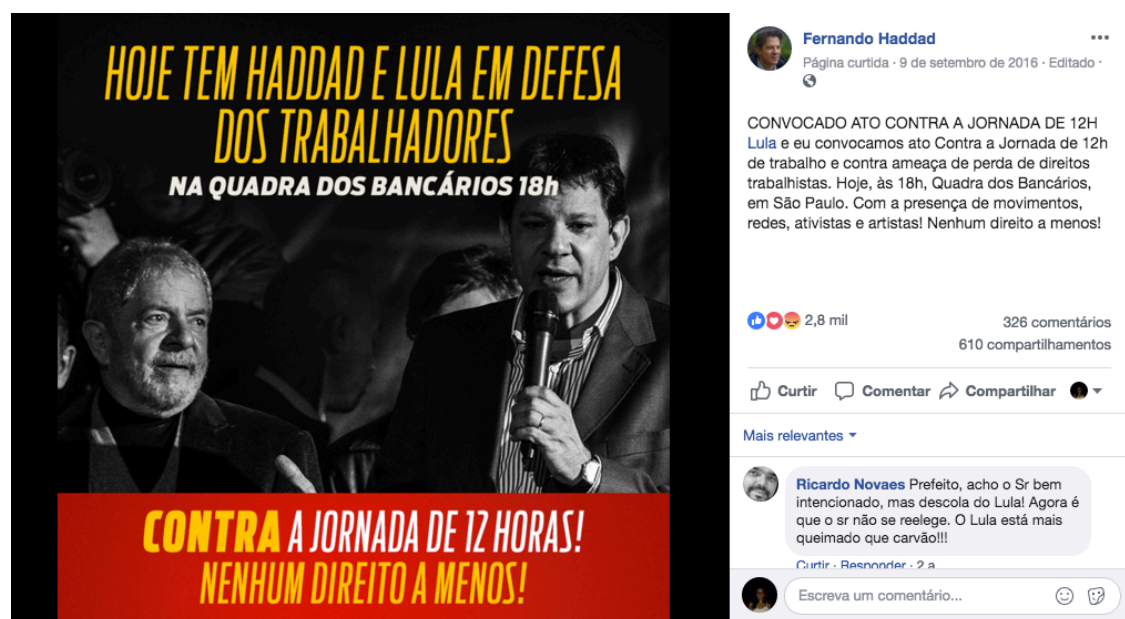 HOJE TEM HADDAD E LULA EM DEFESA
DOS TRABALHADORES
NA QUADRA DOS BANCÁRIOS 18h
CONTRA A JORNADA DE 12 HORAS!
NENHUM DIREITO A MENOS!
Fernando Haddad
Página curtida · 9 de setembro de 2016 · Editado ·
CONVOCADO ATO CONTRA A JORNADA DE 12H
Lula e eu convocamos ato Contra a Jornada de 12h
de trabalho e contra ameaça de perda de direitos
trabalhistas. Hoje, às 18h, Quadra dos Bancários,
em São Paulo. Com a presença de movimentos,
redes, ativistas e artistas! Nenhum direito a menos!
2,8 mil
326 comentários
610 compartilhamentos
Curtir Comentar Compartilhar
Mais relevantes
Ricardo Novaes Prefeito, acho o Sr bem
intencionado, mas descola do Lula! Agora é
que o sr não se reelege. O Lula está mais
queimado que carvão!!!
Curtir · Responder · 2 a
Escreva um comentário...